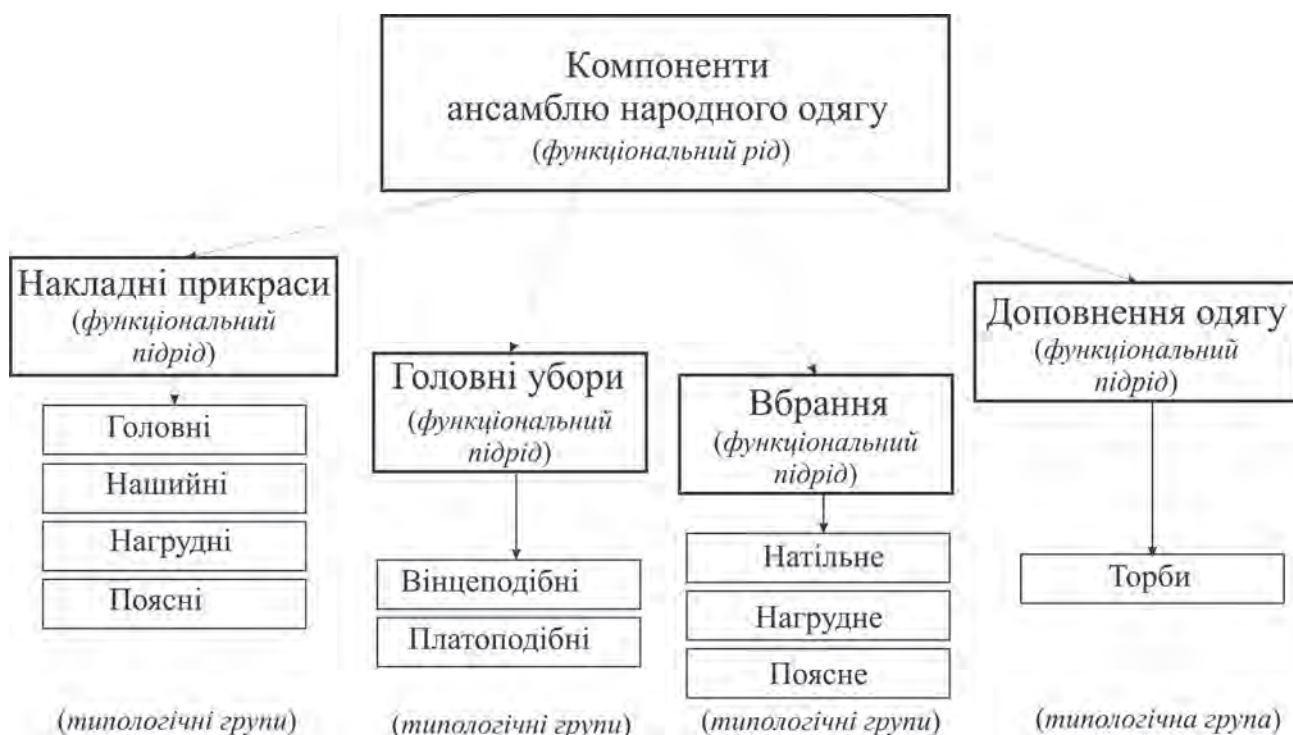 Компоненти
ансамблю народного одягу
(функціональний рід)
Накладні прикраси
(функціональний
підрід)
Головні
Нашийні
Нагрудні
Поясні
(типологічні групи)
Головні убори
(функціональний
підрід)
Вінцеподібні
Платоподібні
(типологічні групи)
Вбрання
(функціональний
підрід)
Натільне
Нагрудне
Поясне
(типологічні групи)
Доповнення одягу
(функціональний
підрід)
Торби
(типологічна група)